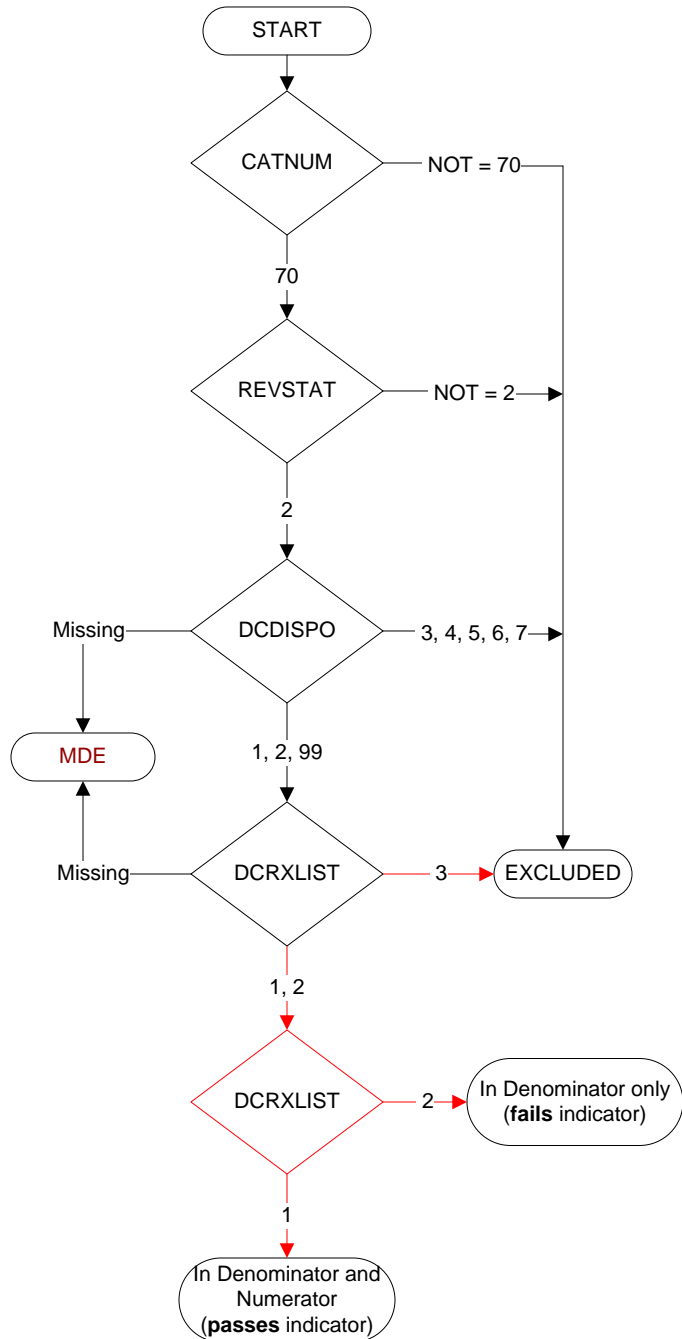 START
CATNUM
NOT = 70
70
REVSTAT
NOT = 2
2
Missing
DCDISPO
3, 4, 5, 6, 7
MDE
1, 2, 99
Missing
DCRXLIST
3
EXCLUDED
1, 2
DCRXLIST
2
In Denominator only
(fails indicator)
1
In Denominator and
Numerator
(passes indicator)